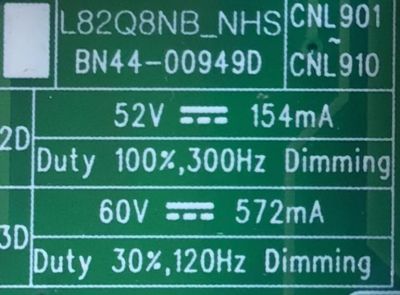 L82Q8NB_NHS CNL901
~
BN44-00949D CNL910
2D 52V ⎓ 154mA
Duty 100%,300Hz Dimming
3D 60V ⎓ 572mA
Duty 30%,120Hz Dimming